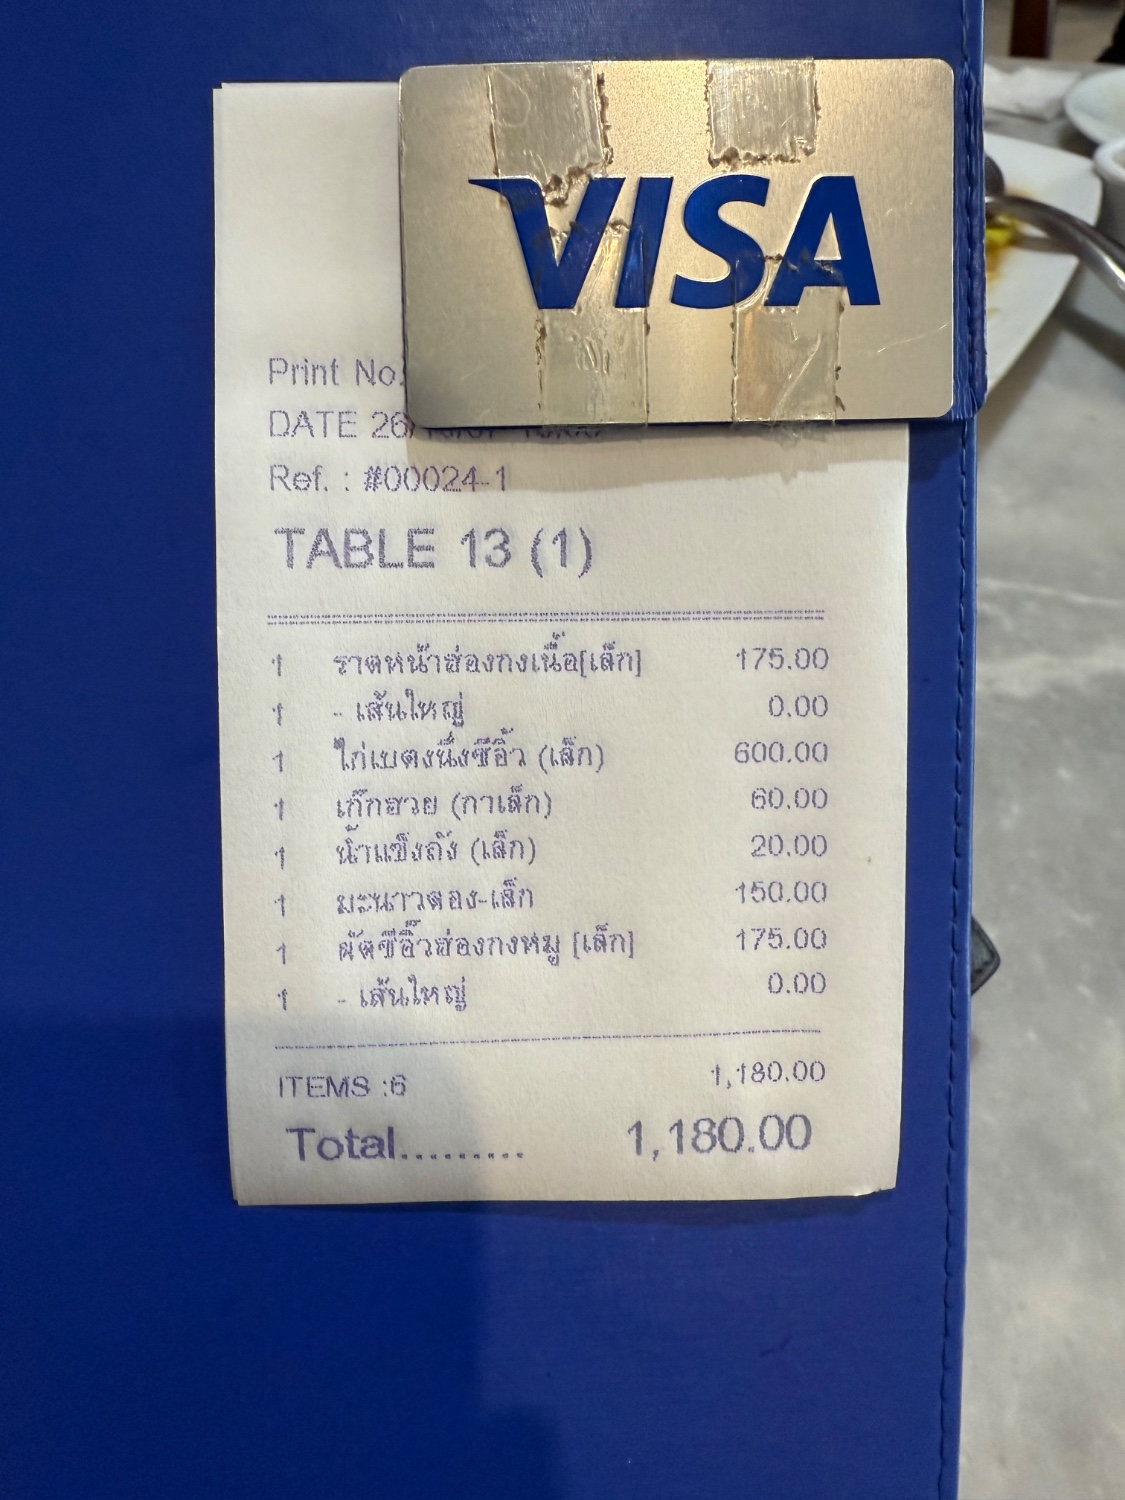 VISA
Print No.
DATE 26/10/67
Ref. : #00024-1
TABLE 13 (1)
1 ราดหน้าฮ่องกงเนื้อ[เล็ก] 175.00
1 - เส้นใหญ่ 0.00
1 ไก่เบตงนึ่งซีอิ้ว (เล็ก) 600.00
1 เก๊กฮวย (กาเล็ก) 60.00
1 น้ำแข็งถัง (เล็ก) 20.00
1 มะนาวดอง-เล็ก 150.00
1 ผัดซีอิ๊วฮ่องกงหมู [เล็ก] 175.00
1 - เส้นใหญ่ 0.00
ITEMS :6 1,180.00
Total......... 1,180.00